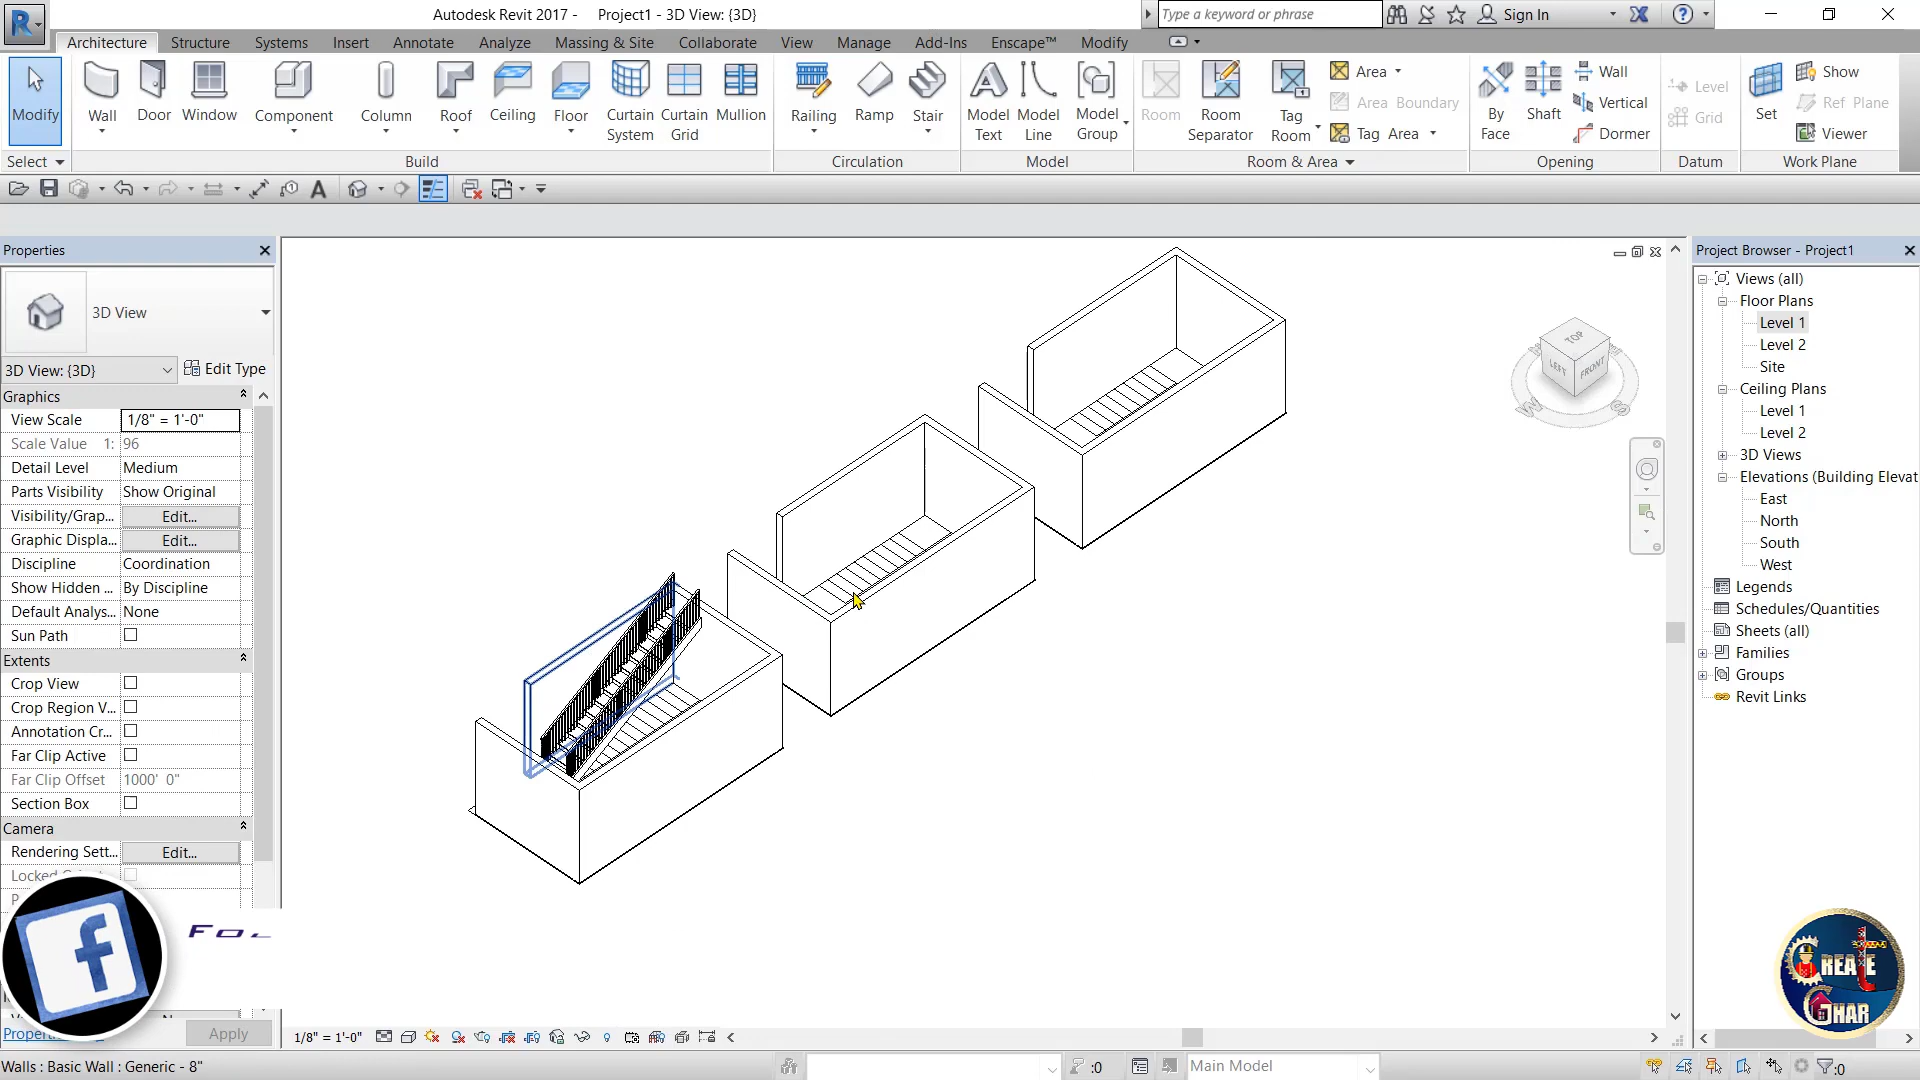 Autodesk Revit 2017 - Project1 - 3D View: {3D}
Type a keyword or phrase
Sign In
Architecture Structure Systems Insert Annotate Analyze Massing & Site Collaborate View Manage Add-Ins Enscape™ Modify
Modify
Wall
Door
Window
Component
Column
Roof
Ceiling
Floor
Curtain System
Curtain Grid
Mullion
Railing
Ramp
Stair
Model Text
Model Line
Model Group
Room
Room Separator
Tag Room
Area
Area Boundary
Tag Area
By Face
Shaft
Wall
Vertical
Dormer
Level
Grid
Set
Show
Ref Plane
Viewer
Select
Build
Circulation
Model
Room & Area
Opening
Datum
Work Plane
Properties
3D View
3D View: {3D}
Edit Type
Graphics
View Scale 1/8" = 1'-0"
Scale Value 1: 96
Detail Level Medium
Parts Visibility Show Original
Visibility/Grap... Edit...
Graphic Displa... Edit...
Discipline Coordination
Show Hidden ... By Discipline
Default Analys... None
Sun Path
Extents
Crop View
Crop Region V...
Annotation Cr...
Far Clip Active
Far Clip Offset 1000' 0"
Section Box
Camera
Rendering Sett... Edit...
Apply
TOP
LEFT
FRONT
W
S
Project Browser - Project1
Views (all)
Floor Plans
Level 1
Level 2
Site
Ceiling Plans
Level 1
Level 2
3D Views
Elevations (Building Elevat
East
North
South
West
Legends
Schedules/Quantities
Sheets (all)
Families
Groups
Revit Links
f
FOL
CREATE
GHAR
1/8" = 1'-0"
Walls : Basic Wall : Generic - 8"
:0
Main Model
:0